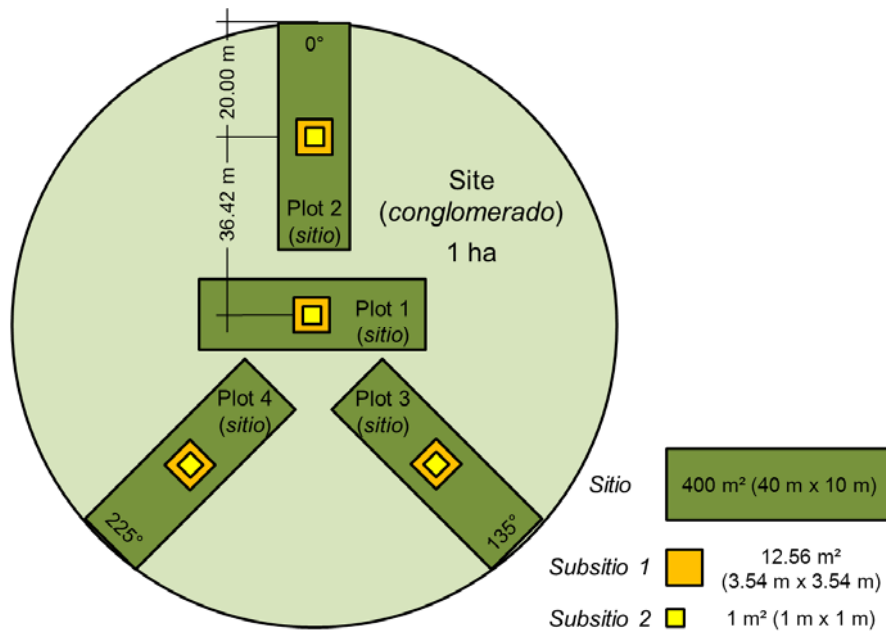 0°
20.00 m
36.42 m
Plot 2
(sitio)
Site
(conglomerado)
1 ha
Plot 1
(sitio)
Plot 4
(sitio)
Plot 3
(sitio)
225°
135°
Sitio
400 m² (40 m x 10 m)
Subsitio 1
12.56 m²
(3.54 m x 3.54 m)
Subsitio 2
1 m² (1 m x 1 m)